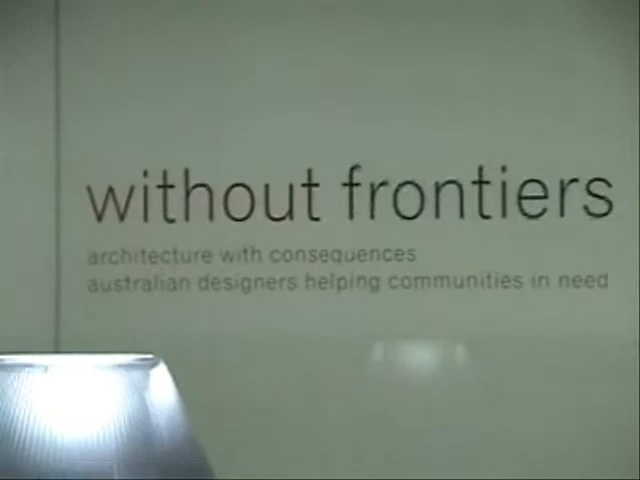 without frontiers
architecture with consequences
australian designers helping communities in need